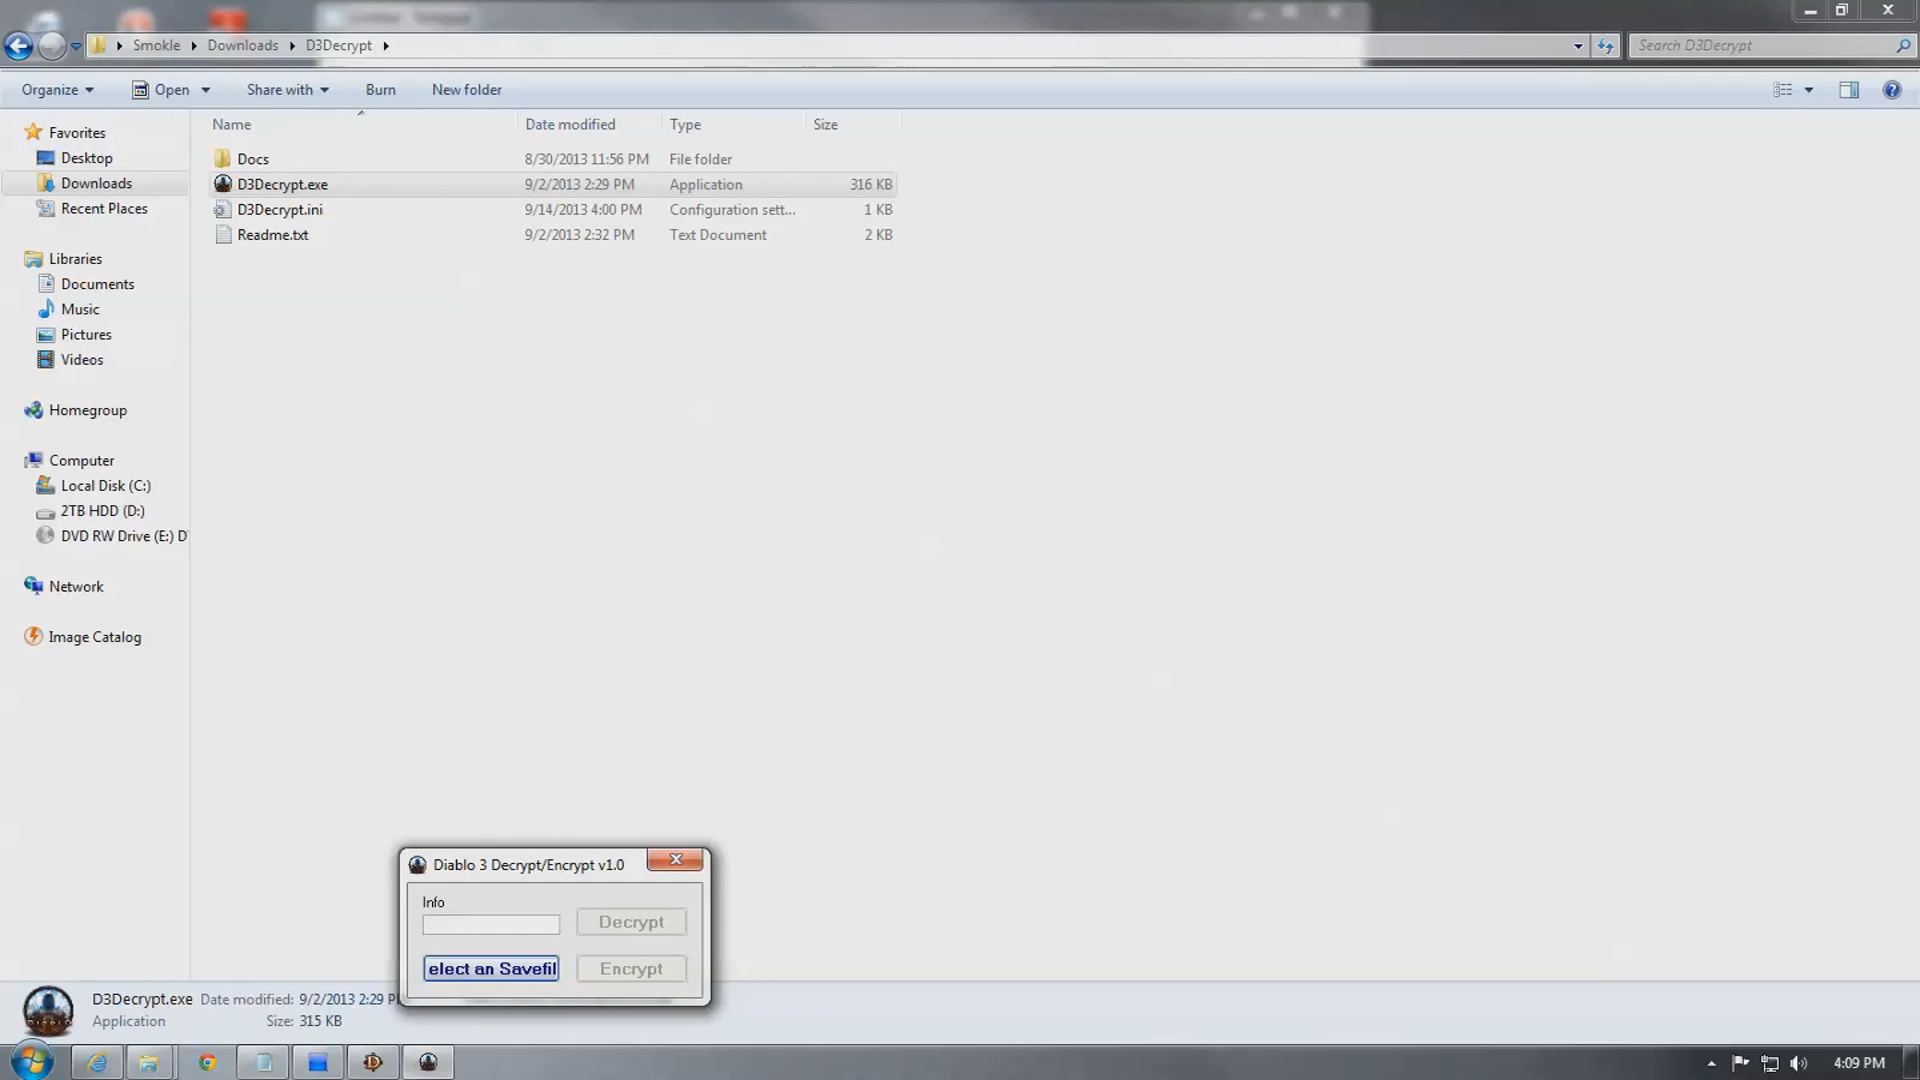 Smokle Downloads D3Decrypt
Search D3Decrypt
Organize Open Share with Burn New folder
Name Date modified Type Size
Favorites
Desktop
Downloads
Recent Places
Libraries
Documents
Music
Pictures
Videos
Homegroup
Computer
Local Disk (C:)
2TB HDD (D:)
DVD RW Drive (E:) D
Network
Image Catalog
Docs 8/30/2013 11:56 PM File folder
D3Decrypt.exe 9/2/2013 2:29 PM Application 316 KB
D3Decrypt.ini 9/14/2013 4:00 PM Configuration sett... 1 KB
Readme.txt 9/2/2013 2:32 PM Text Document 2 KB
Diablo 3 Decrypt/Encrypt v1.0
Info
Decrypt
elect an Savefil Encrypt
D3Decrypt.exe Date modified: 9/2/2013 2:29 P
Application Size: 315 KB
4:09 PM